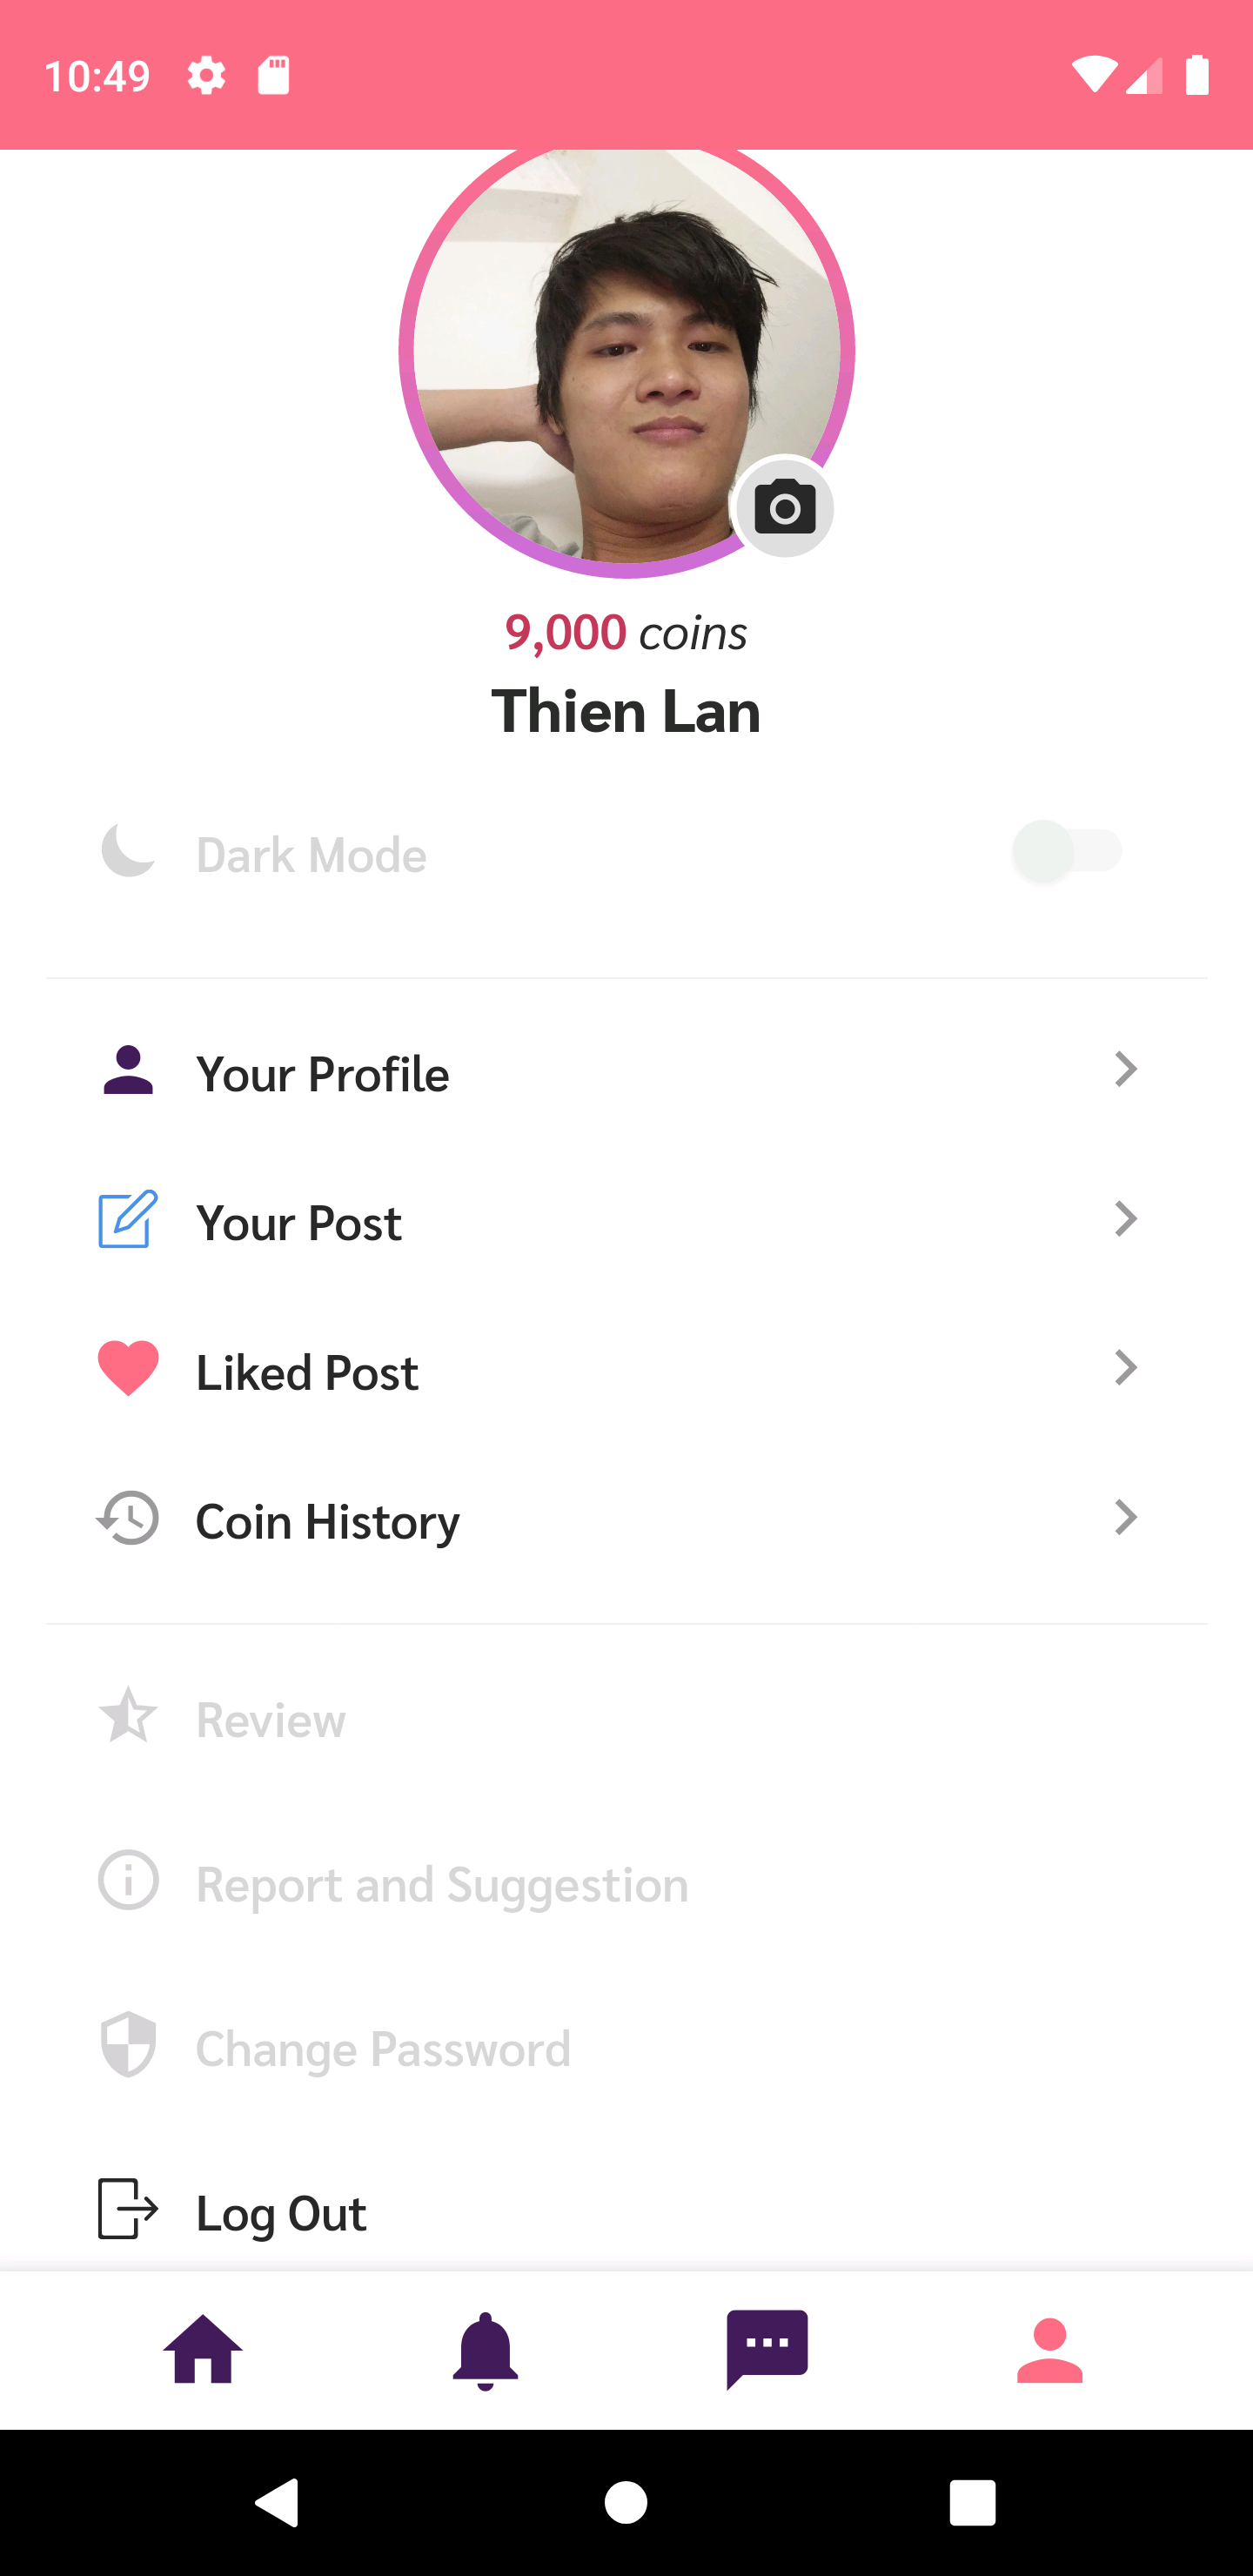 10:49
9,000 coins
Thien Lan
Dark Mode
Your Profile
Your Post
Liked Post
Coin History
Review
Report and Suggestion
Change Password
Log Out